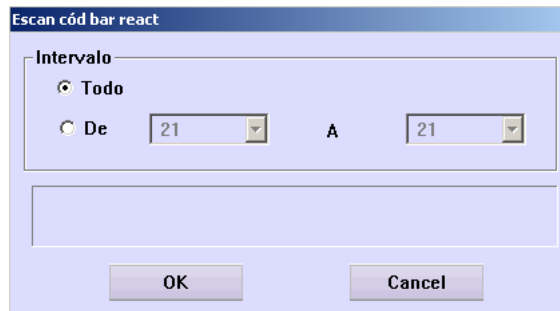 Escan cód bar react
Intervalo
Todo
De 21 A 21
OK Cancel